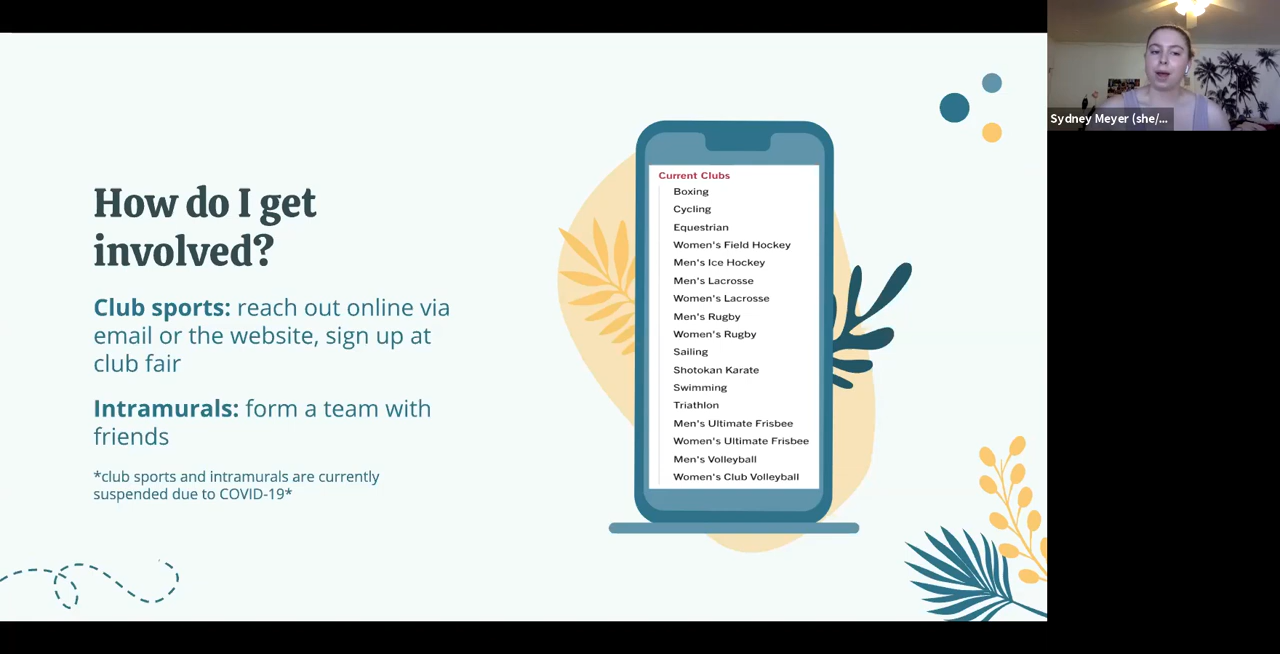 How do I get
involved?
Club sports: reach out online via
email or the website, sign up at
club fair
Intramurals: form a team with
friends
*club sports and intramurals are currently
suspended due to COVID-19*
Current Clubs
Boxing
Cycling
Equestrian
Women's Field Hockey
Men's Ice Hockey
Men's Lacrosse
Women's Lacrosse
Men's Rugby
Women's Rugby
Sailing
Shotokan Karate
Swimming
Triathlon
Men's Ultimate Frisbee
Women's Ultimate Frisbee
Men's Volleyball
Women's Club Volleyball
Sydney Meyer (she/...